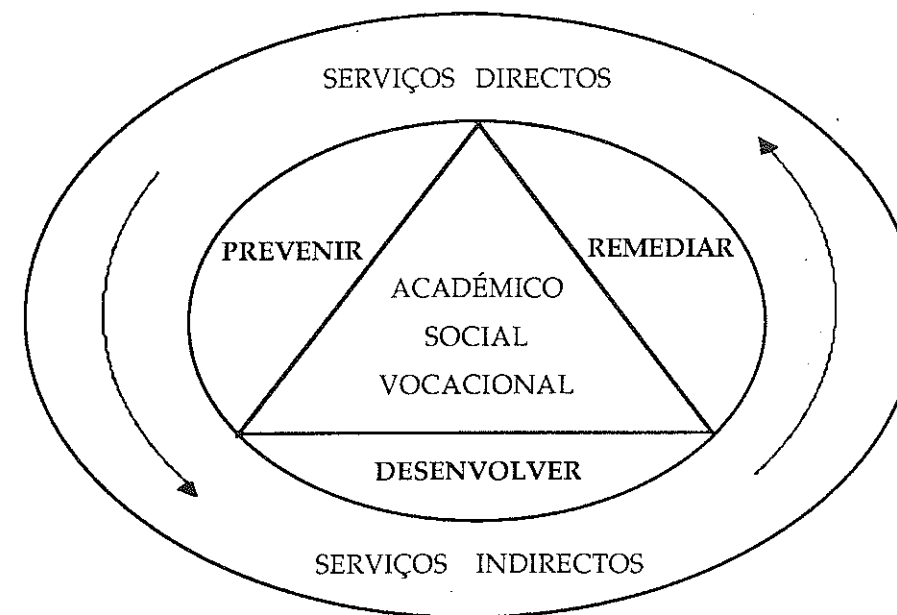 SERVIÇOS DIRECTOS
PREVENIR
REMEDIAR
ACADÉMICO
SOCIAL
VOCACIONAL
DESENVOLVER
SERVIÇOS INDIRECTOS